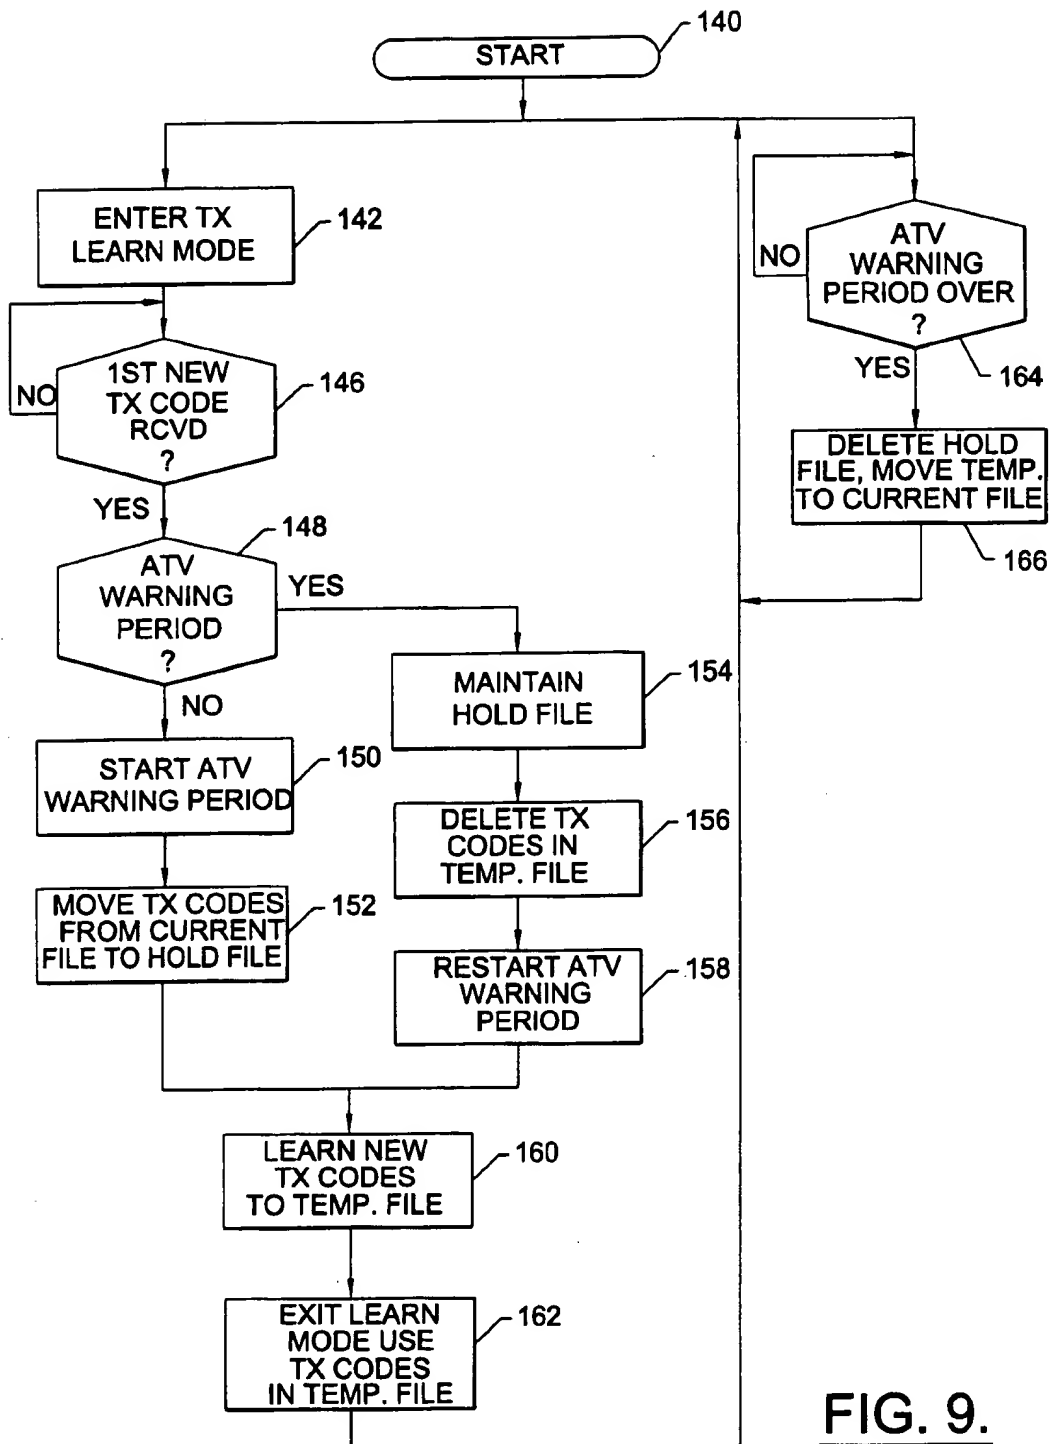 140
START
ENTER TX
LEARN MODE
142
NO
1ST NEW
TX CODE
RCVD
?
146
YES
148
ATV
WARNING
PERIOD
?
YES
NO
START ATV
WARNING PERIOD
150
MOVE TX CODES
FROM CURRENT
FILE TO HOLD FILE
152
MAINTAIN
HOLD FILE
154
DELETE TX
CODES IN
TEMP. FILE
156
RESTART ATV
WARNING
PERIOD
158
LEARN NEW
TX CODES
TO TEMP. FILE
160
EXIT LEARN
MODE USE
TX CODES
IN TEMP. FILE
162
NO
ATV
WARNING
PERIOD OVER
?
YES
164
DELETE HOLD
FILE, MOVE TEMP.
TO CURRENT FILE
166
FIG. 9.